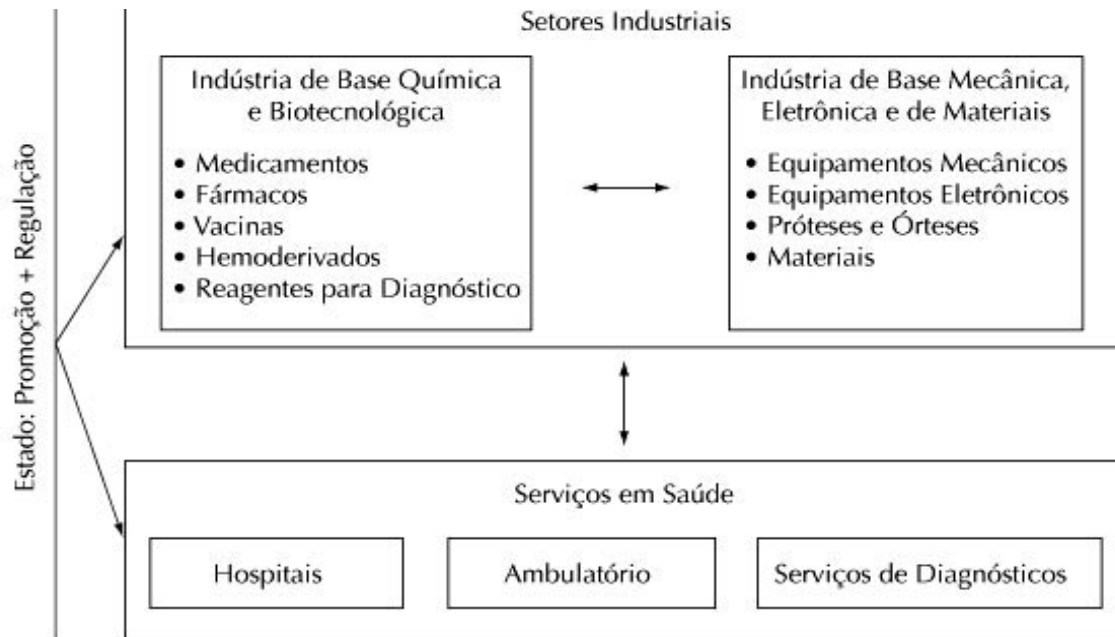 Setores Industriais
Indústria de Base Química
e Biotecnológica
• Medicamentos
• Fármacos
• Vacinas
• Hemoderivados
• Reagentes para Diagnóstico
Indústria de Base Mecânica,
Eletrônica e de Materiais
• Equipamentos Mecânicos
• Equipamentos Eletrônicos
• Próteses e Órteses
• Materiais
Estado: Promoção + Regulação
Serviços em Saúde
Hospitais
Ambulatório
Serviços de Diagnósticos